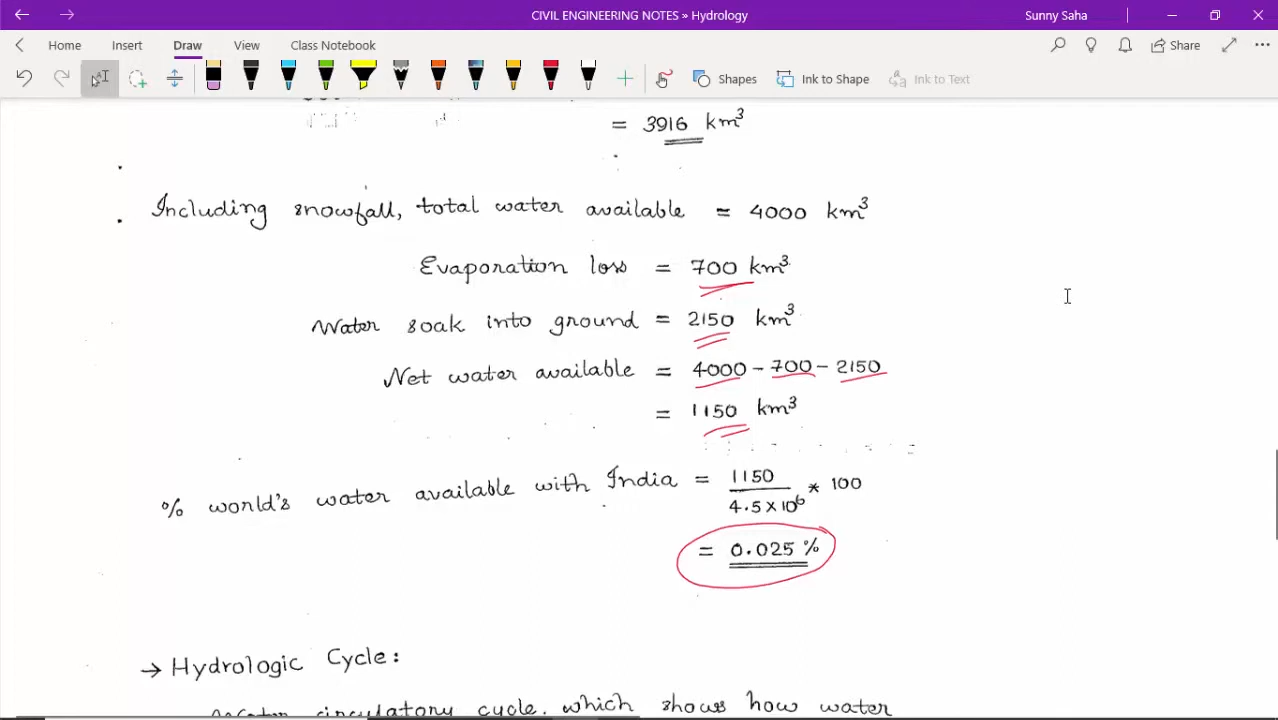 CIVIL ENGINEERING NOTES » Hydrology
Sunny Saha
Home Insert Draw View Class Notebook Share
Shapes Ink to Shape Ink to Text
= 3916 km³
Including snowfall, total water available = 4000 km³
Evaporation loss = 700 km³
Water soak into ground = 2150 km³
Net water available = 4000 - 700 - 2150
= 1150 km³
% world's water available with India = 1150 / 4.5 × 10⁶ * 100
= 0.025 %
→ Hydrologic Cycle:
Water circulatory cycle. which shows how water